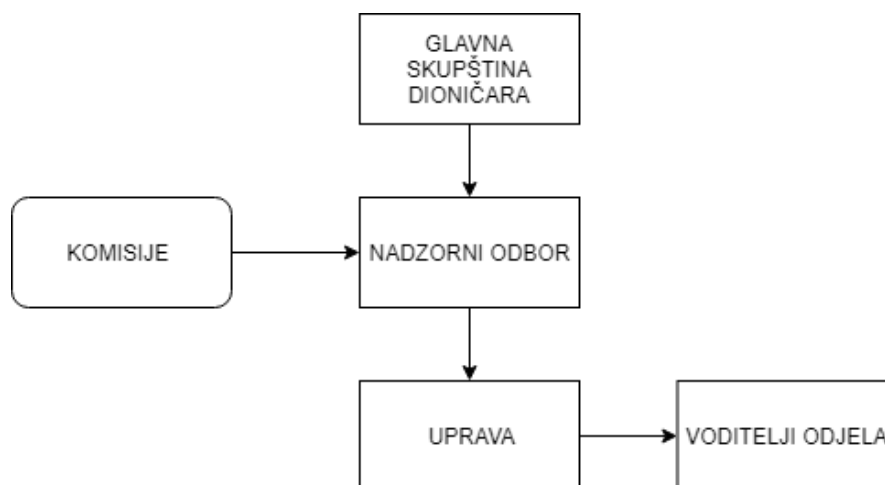 GLAVNA
SKUPŠTINA
DIONIČARA
KOMISIJE
NADZORNI ODBOR
UPRAVA
VODITELJI ODJELA